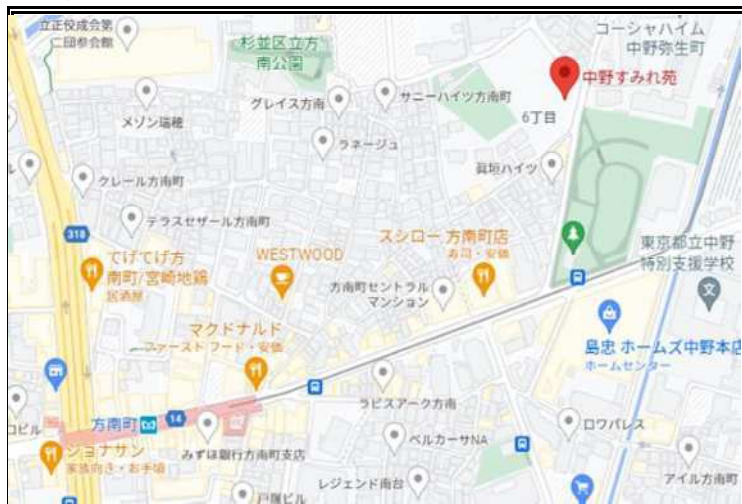 立正佼成会第
二団参会館
杉並区立方
南公園
コーシャハイム
中野弥生町
中野すみれ苑
グレイス方南
サニーハイツ方南町
6丁目
メゾン瑞穂
ラネージュ
眞垣ハイツ
クレール方南町
テラスセザール方南町
318
てげてげ方
南町/宮崎地鶏
居酒屋
WESTWOOD
スシロー 方南町店
寿司・安価
東京都立中野
特別支援学校
方南町セントラル
マンション
マクドナルド
ファースト フード・安価
島忠 ホームズ中野本店
ホームセンター
ラピスアーク方南
方南町
14
ロビル
みずほ銀行方南町支店
ベルカーサNA
ロワパレス
ジョナサン
家族向き・お手頃
レジェンド南台
アイル方南町
戸塚ビル
文